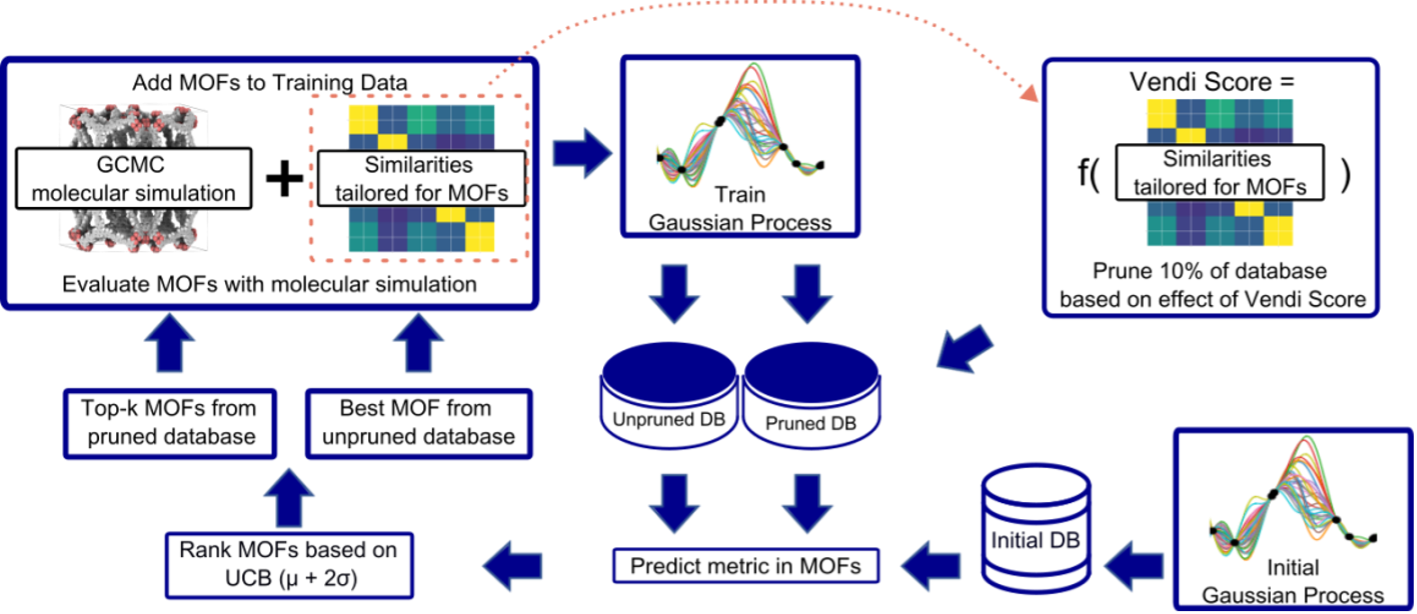 Add MOFs to Training Data
GCMC
molecular simulation
+
Similarities
tailored for MOFs
Evaluate MOFs with molecular simulation
Train
Gaussian Process
Vendi Score =
f(
Similarities
tailored for MOFs
)
Prune 10% of database
based on effect of Vendi Score
Top-k MOFs from
pruned database
Best MOF from
unpruned database
Unpruned DB
Pruned DB
Rank MOFs based on
UCB (μ + 2σ)
Predict metric in MOFs
Initial DB
Initial
Gaussian Process